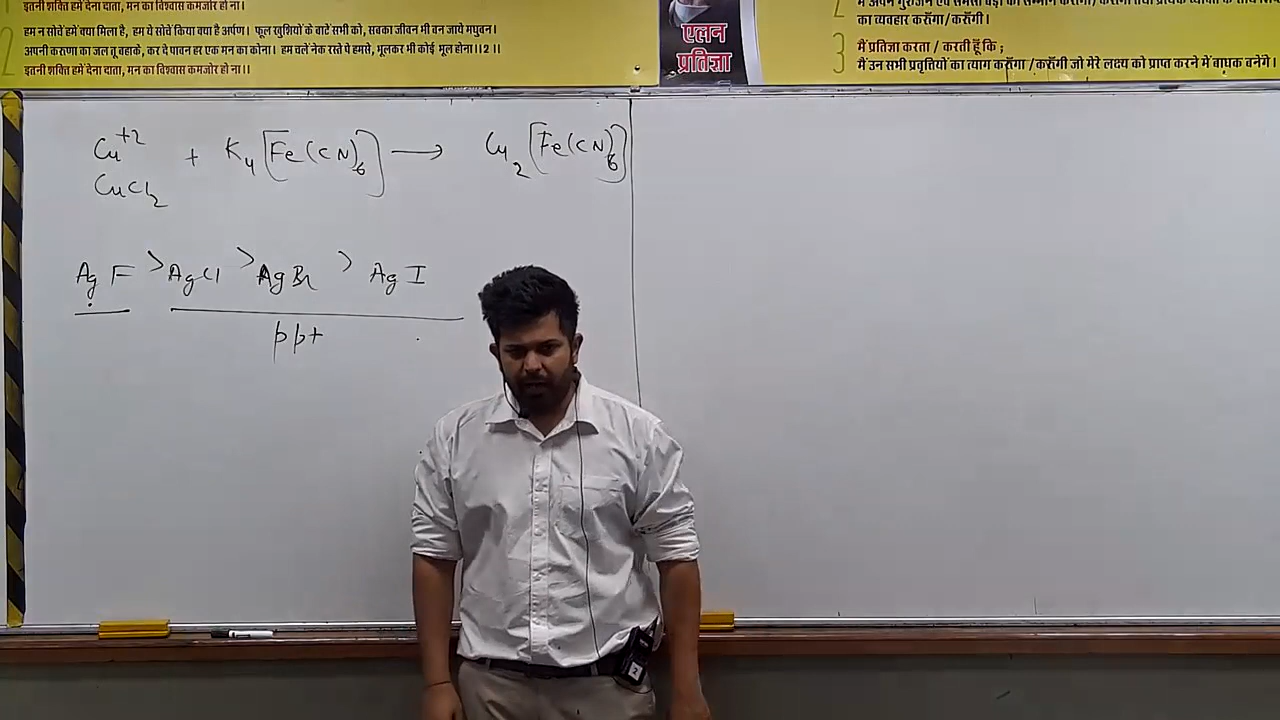 इतनी शक्ति हमें देना दाता, मन का विश्वास कमजोर हो ना।
2
हम न सोचें हमें क्या मिला है, हम ये सोचें किया क्या है अर्पण। फूल खुशियों के बाटें सभी को, सबका जीवन भी बन जाये मधुबन।
अपनी करुणा का जल तू बहाके, कर दे पावन हर एक मन का कोना। हम चलें नेक रस्ते पे हमसे, भूलकर भी कोई भूल हो ना।।2।।
इतनी शक्ति हमें देना दाता, मन का विश्वास कमजोर हो ना।।
एलन
प्रतिज्ञा
2
का व्यवहार करूँगा/करूँगी।
3
मैं प्रतिज्ञा करता / करती हूँ कि ;
मैं उन सभी प्रवृत्तियों का त्याग करूँगा /करूँगी जो मेरे लक्ष्य को प्राप्त करने में बाधक बनेंगे।
Cu+2 + K4[Fe(CN)6] → Cu2[Fe(CN)6]
CuCl2
AgF > AgCl > AgBr > AgI
ppt